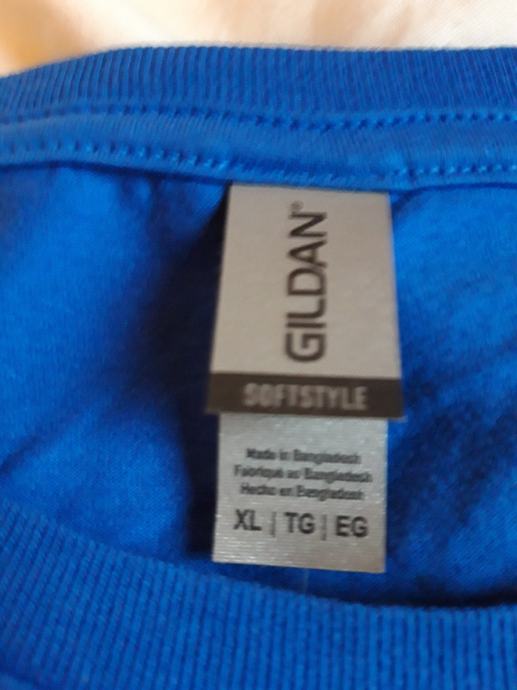 GILDAN®
SOFTSTYLE
Made in Bangladesh
Fabriqué au Bangladesh
Hecho en Bangladesh
XL | TG | EG